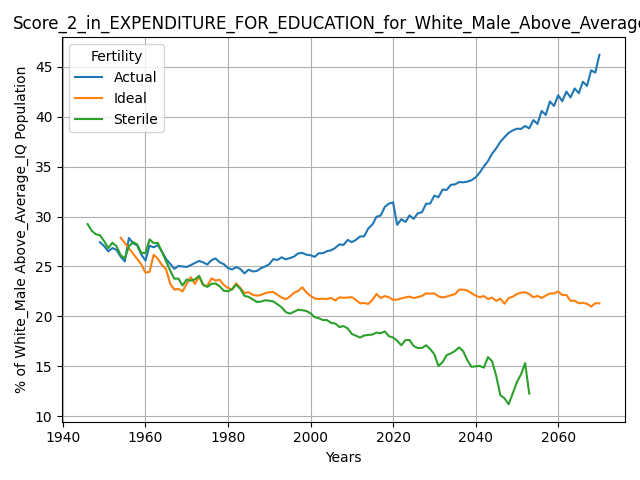 Score_2_in_EXPENDITURE_FOR_EDUCATION_for_White_Male_Above_Average
Fertility
Actual
Ideal
Sterile
% of White_Male Above_Average_IQ Population
45
40
35
30
25
20
15
10
1940
1960
1980
2000
2020
2040
2060
Years